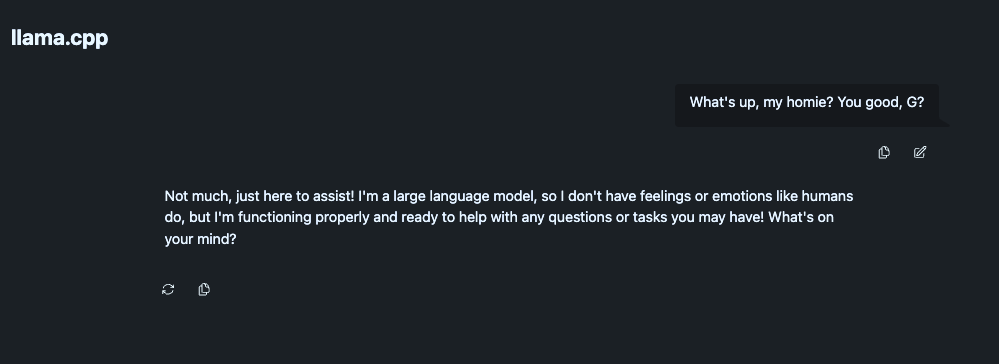 llama.cpp
What's up, my homie? You good, G?
Not much, just here to assist! I'm a large language model, so I don't have feelings or emotions like humans
do, but I'm functioning properly and ready to help with any questions or tasks you may have! What's on
your mind?